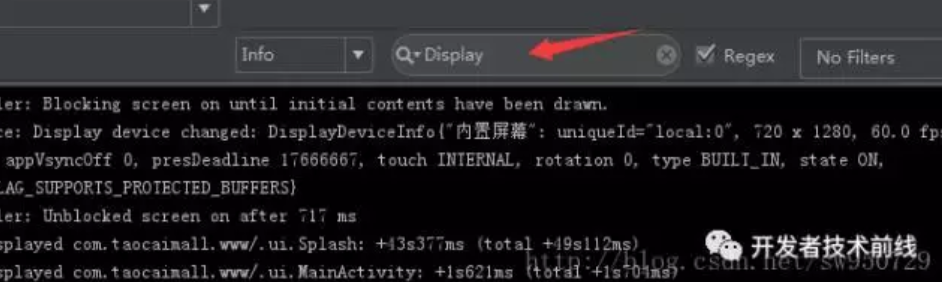 Info Display Regex No Filters
ler: Blocking screen on until initial contents have been drawn.
ce: Display device changed: DisplayDeviceInfo{"内置屏幕": uniqueId="local:0", 720 x 1280, 60.0 fp
appVsyncOff 0, presDeadline 17666667, touch INTERNAL, rotation 0, type BUILT_IN, state ON,
LAG_SUPPORTS_PROTECTED_BUFFERS}
ler: Unblocked screen on after 717 ms
splayed com.taocaimall.www/.ui.Splash: +43s377ms (total +49s112ms)
splayed com.taocaimall.www/.ui.MainActivity: +1s621ms (total +1s704ms)
开发者技术前线
http://blog.csdn.net/sw950729